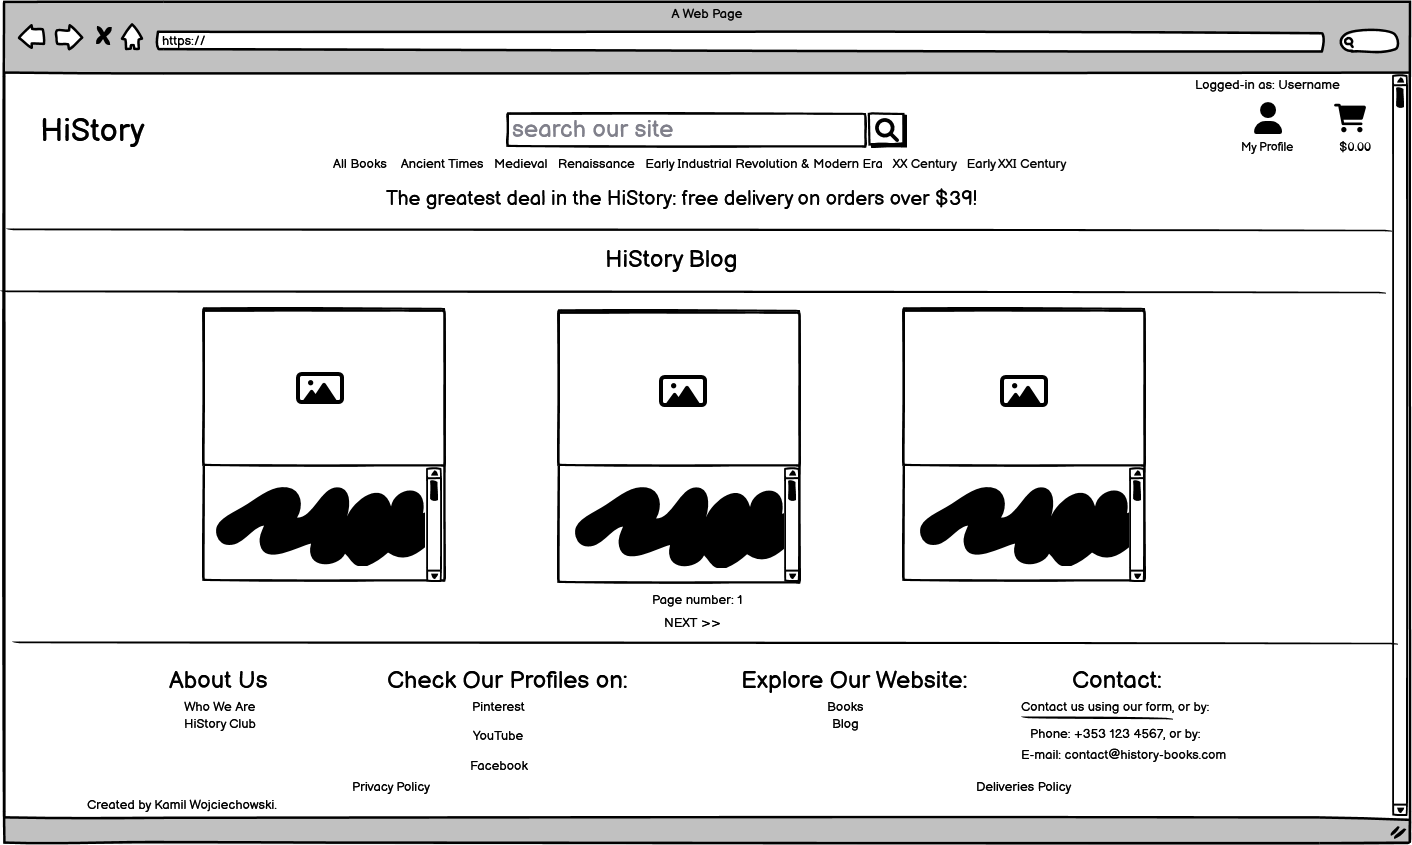 A Web Page
https://
Logged-in as: Username
HiStory
search our site
My Profile
$0.00
All Books Ancient Times Medieval Renaissance Early Industrial Revolution & Modern Era XX Century Early XXI Century
The greatest deal in the HiStory: free delivery on orders over $39!
HiStory Blog
Page number: 1
NEXT >>
About Us
Who We Are
HiStory Club
Check Our Profiles on:
Pinterest
YouTube
Facebook
Explore Our Website:
Books
Blog
Contact:
Contact us using our form, or by:
Phone: +353 123 4567, or by:
E-mail: contact@history-books.com
Privacy Policy
Deliveries Policy
Created by Kamil Wojciechowski.